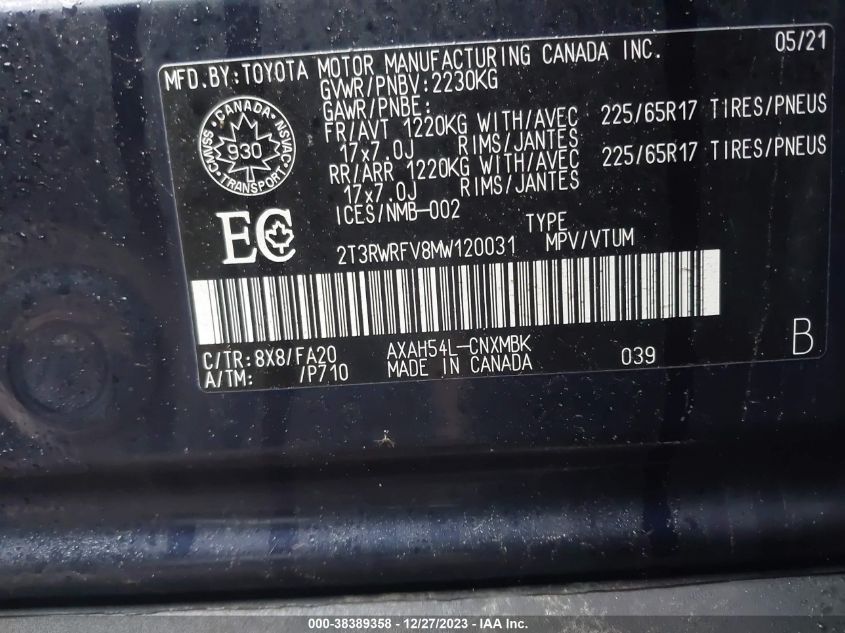 MFD.BY:TOYOTA MOTOR MANUFACTURING CANADA INC. 05/21
GVWR/PNBV:2230KG
GAWR/PNBE:
FR/AVT 1220KG WITH/AVEC 225/65R17 TIRES/PNEUS
17x7.0J RIMS/JANTES
RR/ARR 1220KG WITH/AVEC 225/65R17 TIRES/PNEUS
17x7.0J RIMS/JANTES
ICES/NMB-002
CANADA
CMVSS NSVAC
930
TRANSPORT
EC
TYPE
2T3RWRFV8MW120031 MPV/VTUM
C/TR:8X8/FA20 AXAH54L-CNXMBK 039 B
A/TM: /P710 MADE IN CANADA
000-38389358 - 12/27/2023 - IAA Inc.